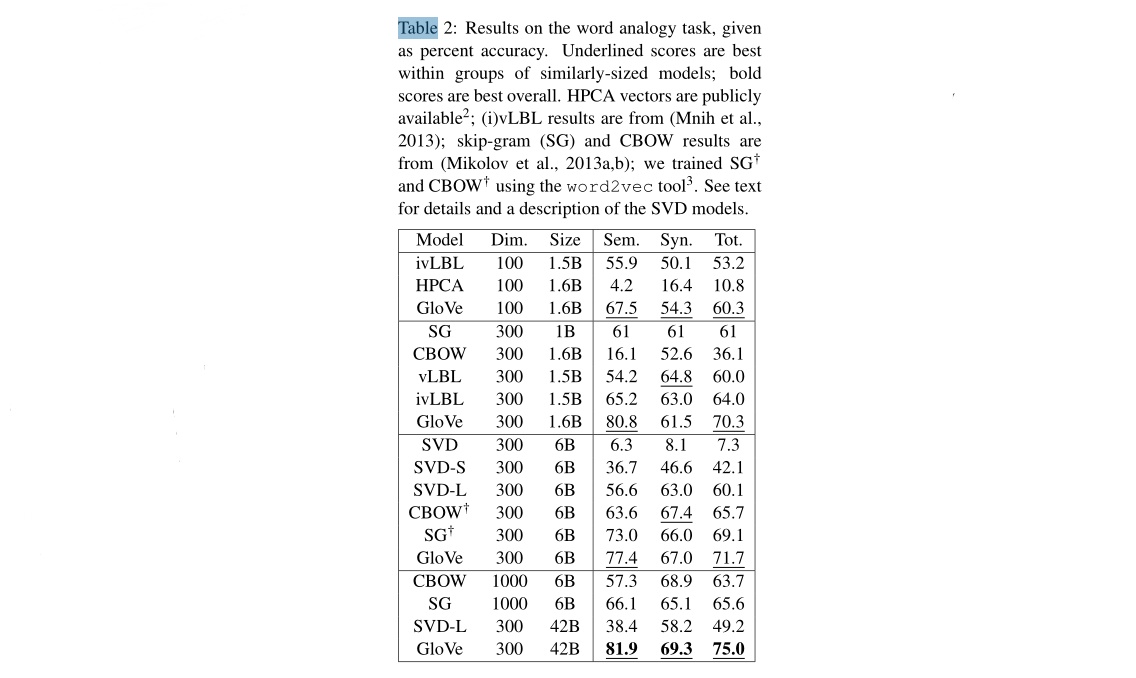 Table 2: Results on the word analogy task, given
as percent accuracy. Underlined scores are best
within groups of similarly-sized models; bold
scores are best overall. HPCA vectors are publicly
available²; (i)vLBL results are from (Mnih et al.,
2013); skip-gram (SG) and CBOW results are
from (Mikolov et al., 2013a,b); we trained SG†
and CBOW† using the word2vec tool³. See text
for details and a description of the SVD models.
Model Dim. Size Sem. Syn. Tot.
ivLBL 100 1.5B 55.9 50.1 53.2
HPCA 100 1.6B 4.2 16.4 10.8
GloVe 100 1.6B 67.5 54.3 60.3
SG 300 1B 61 61 61
CBOW 300 1.6B 16.1 52.6 36.1
vLBL 300 1.5B 54.2 64.8 60.0
ivLBL 300 1.5B 65.2 63.0 64.0
GloVe 300 1.6B 80.8 61.5 70.3
SVD 300 6B 6.3 8.1 7.3
SVD-S 300 6B 36.7 46.6 42.1
SVD-L 300 6B 56.6 63.0 60.1
CBOW† 300 6B 63.6 67.4 65.7
SG† 300 6B 73.0 66.0 69.1
GloVe 300 6B 77.4 67.0 71.7
CBOW 1000 6B 57.3 68.9 63.7
SG 1000 6B 66.1 65.1 65.6
SVD-L 300 42B 38.4 58.2 49.2
GloVe 300 42B 81.9 69.3 75.0